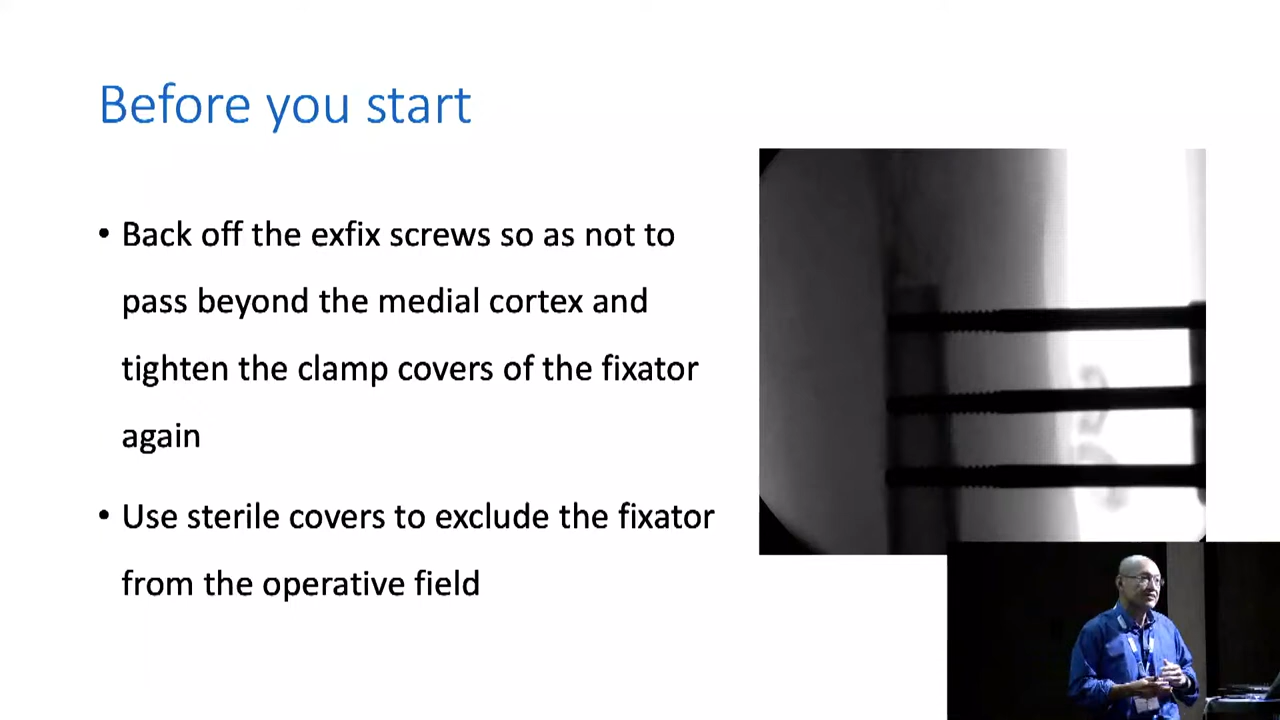 Before you start
• Back off the exfix screws so as not to
pass beyond the medial cortex and
tighten the clamp covers of the fixator
again
• Use sterile covers to exclude the fixator
from the operative field